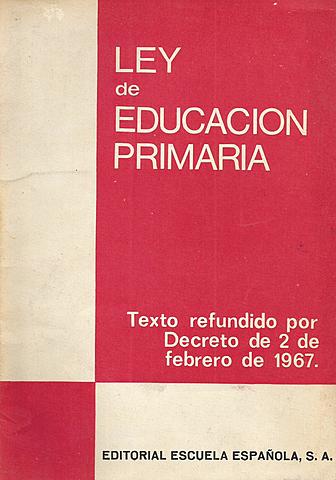 LEY
de
EDUCACION
PRIMARIA
Texto refundido por
Decreto de 2 de
febrero de 1967.
EDITORIAL ESCUELA ESPAÑOLA, S. A.